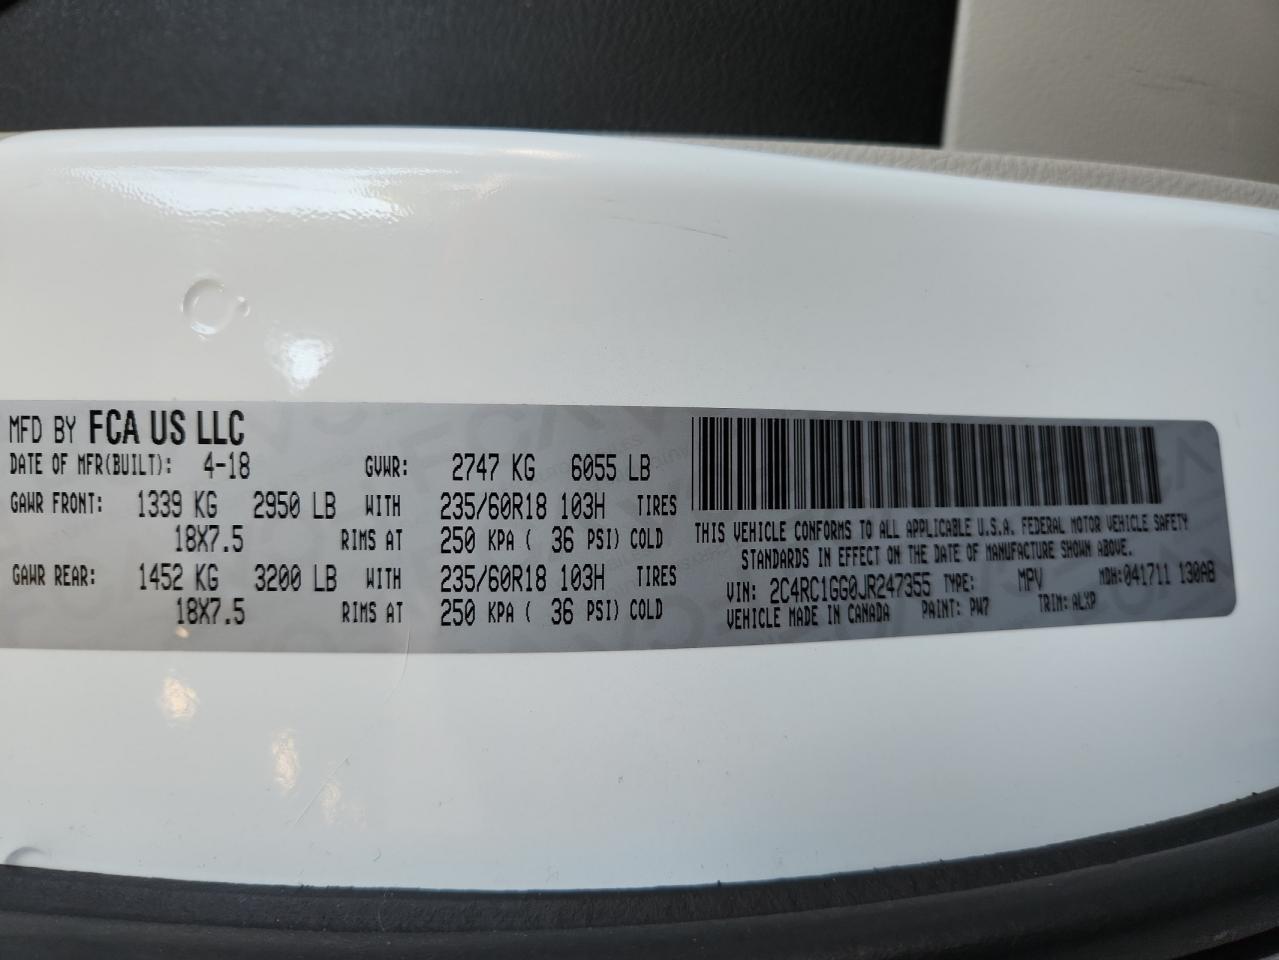 MFD BY FCA US LLC
DATE OF MFR(BUILT): 4-18 GVWR: 2747 KG 6055 LB
GAWR FRONT: 1339 KG 2950 LB WITH 235/60R18 103H TIRES
18X7.5 RIMS AT 250 KPA ( 36 PSI) COLD
GAWR REAR: 1452 KG 3200 LB WITH 235/60R18 103H TIRES
18X7.5 RIMS AT 250 KPA ( 36 PSI) COLD
THIS VEHICLE CONFORMS TO ALL APPLICABLE U.S.A. FEDERAL MOTOR VEHICLE SAFETY
STANDARDS IN EFFECT ON THE DATE OF MANUFACTURE SHOWN ABOVE.
VIN: 2C4RC1GG0JR247355 TYPE: MPV MDH:041711 130AB
VEHICLE MADE IN CANADA PAINT: PW7 TRIM: ALXP